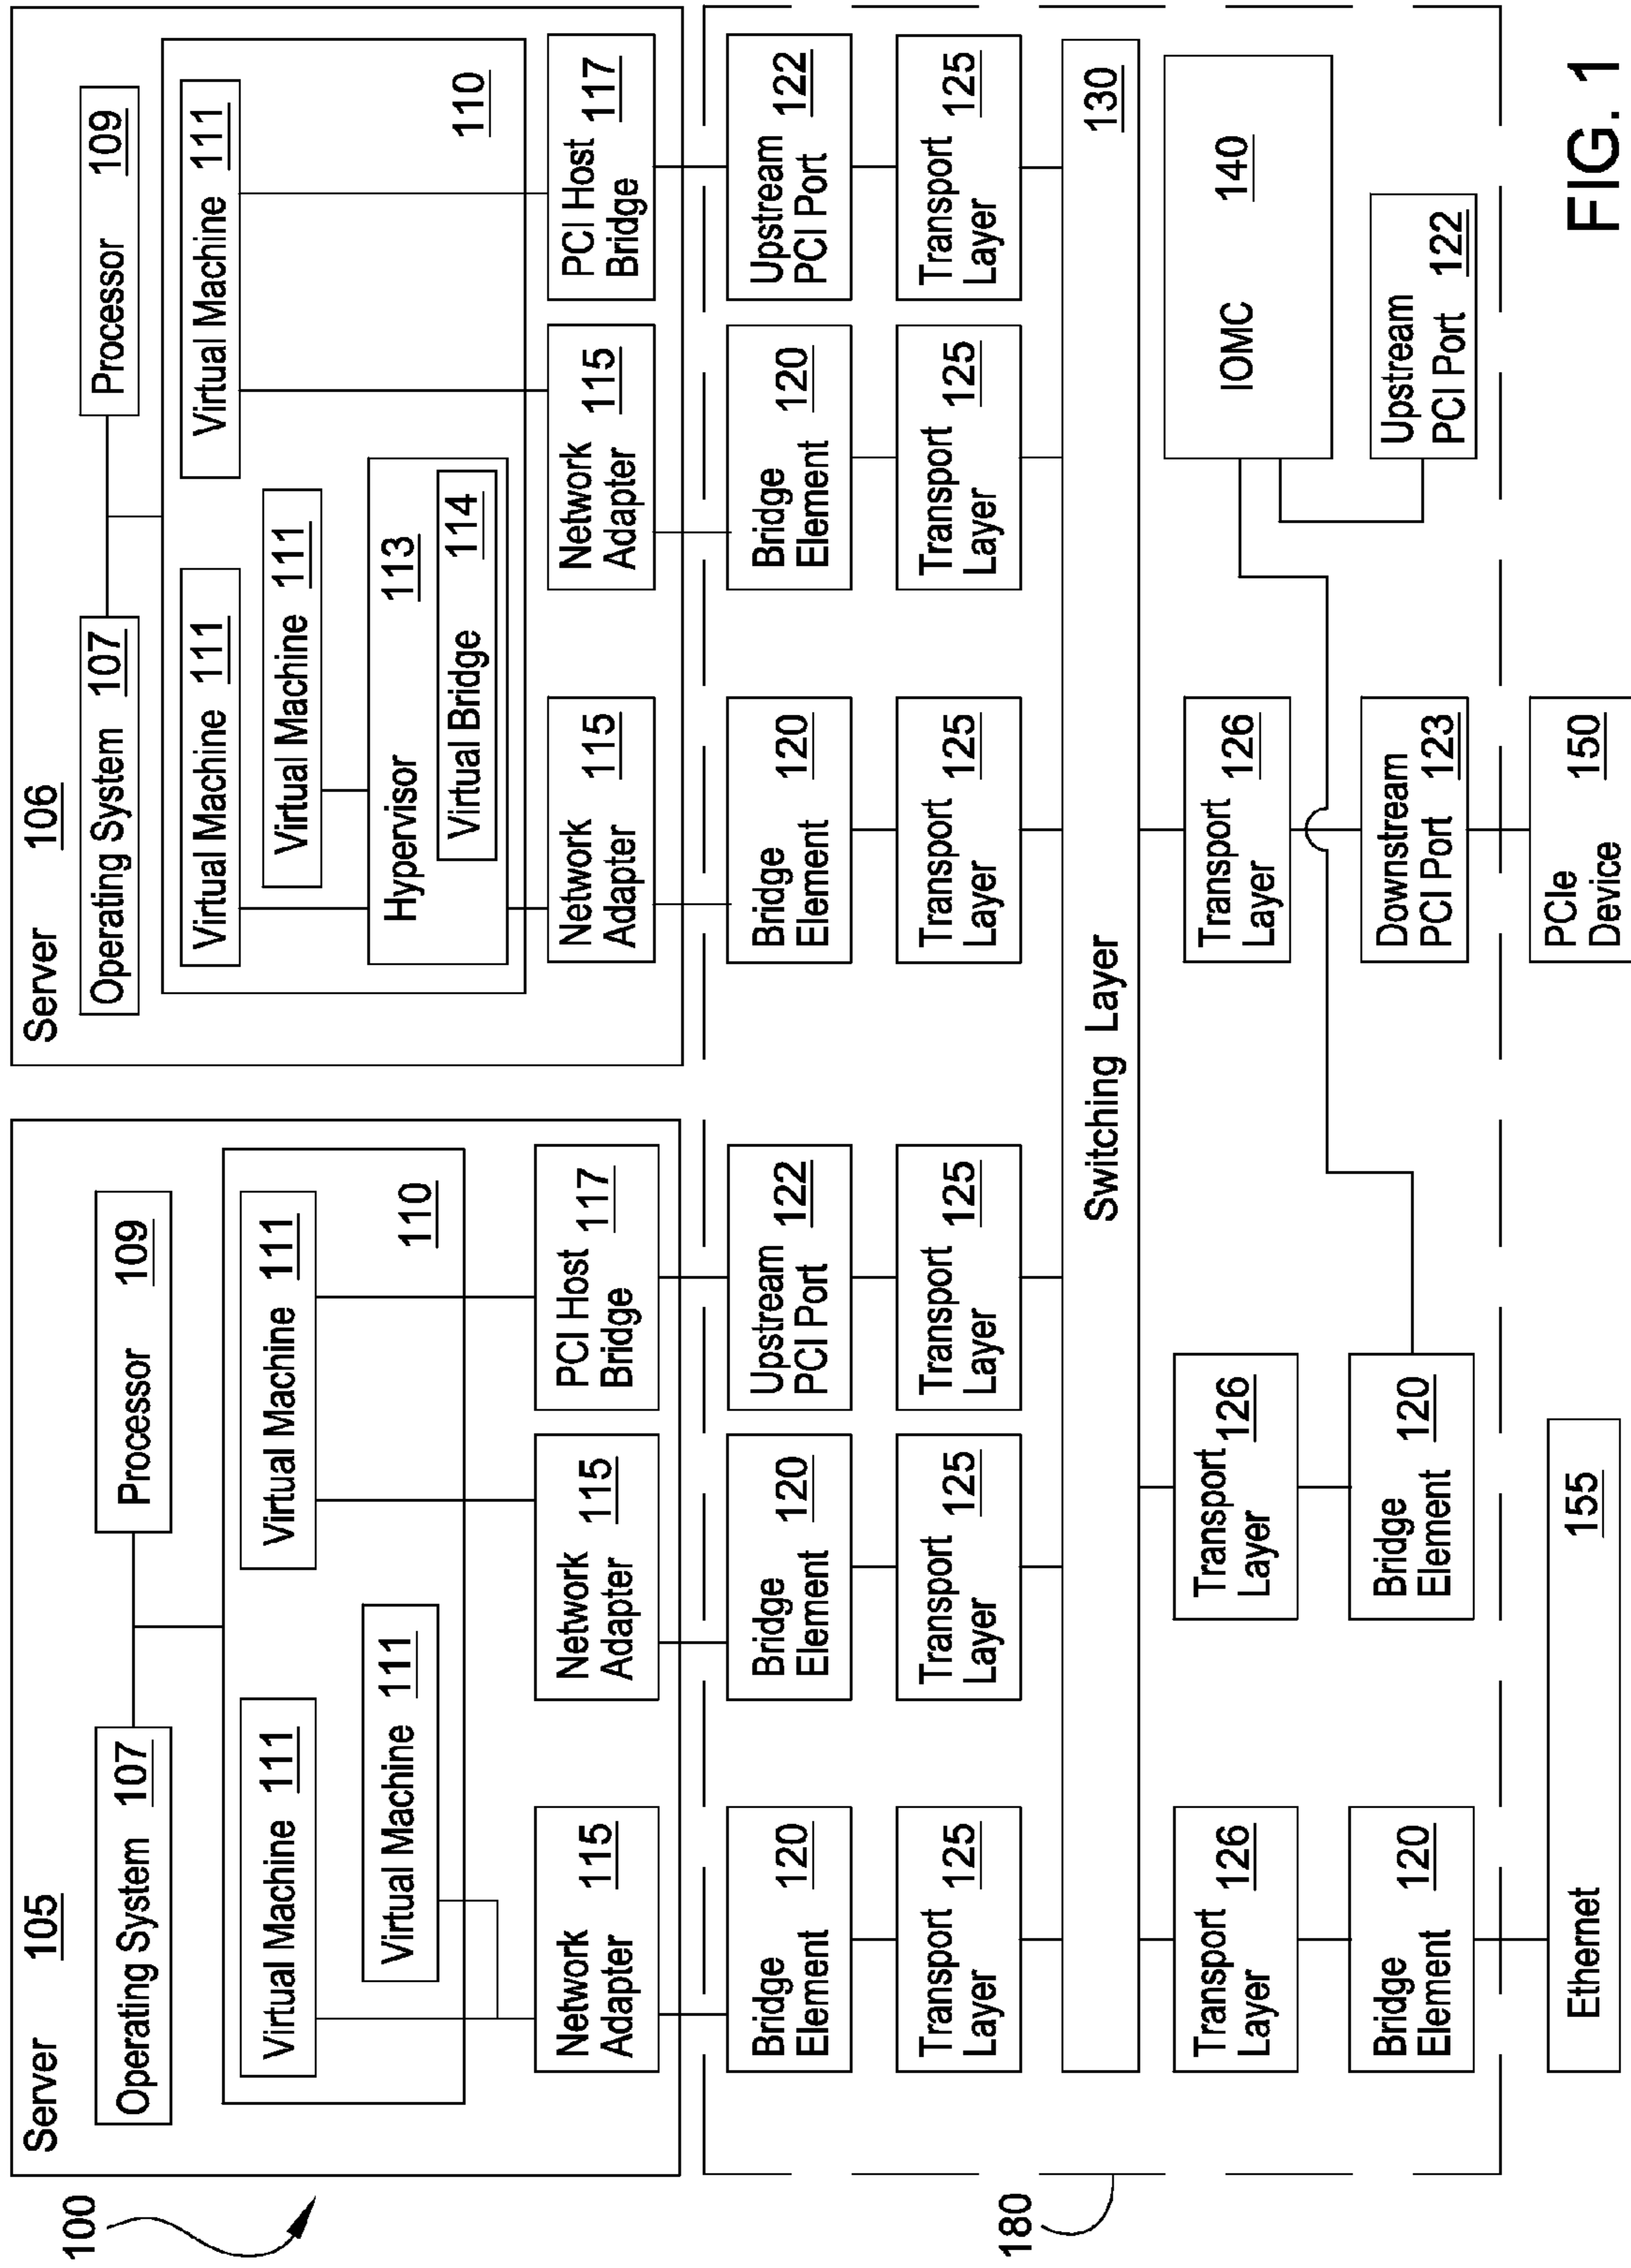 100
Server 105
Operating System 107
Processor 109
Virtual Machine 111
Virtual Machine 111
Virtual Machine 111
110
Network
Adapter 115
Network
Adapter 115
PCI Host
Bridge 117
Server 106
Operating System 107
Processor 109
Virtual Machine 111
Virtual Machine 111
Virtual Machine 111
Hypervisor 113
Virtual Bridge 114
110
Network
Adapter 115
Network
Adapter 115
PCI Host
Bridge 117
180
Bridge
Element 120
Bridge
Element 120
Upstream
PCI Port 122
Bridge
Element 120
Bridge
Element 120
Upstream
PCI Port 122
Transport
Layer 125
Transport
Layer 125
Transport
Layer 125
Transport
Layer 125
Transport
Layer 125
Transport
Layer 125
Switching Layer 130
Transport
Layer 126
Transport
Layer 126
Transport
Layer 126
IOMC 140
Bridge
Element 120
Bridge
Element 120
Downstream
PCI Port 123
Upstream
PCI Port 122
Ethernet 155
PCIe
Device 150
FIG. 1